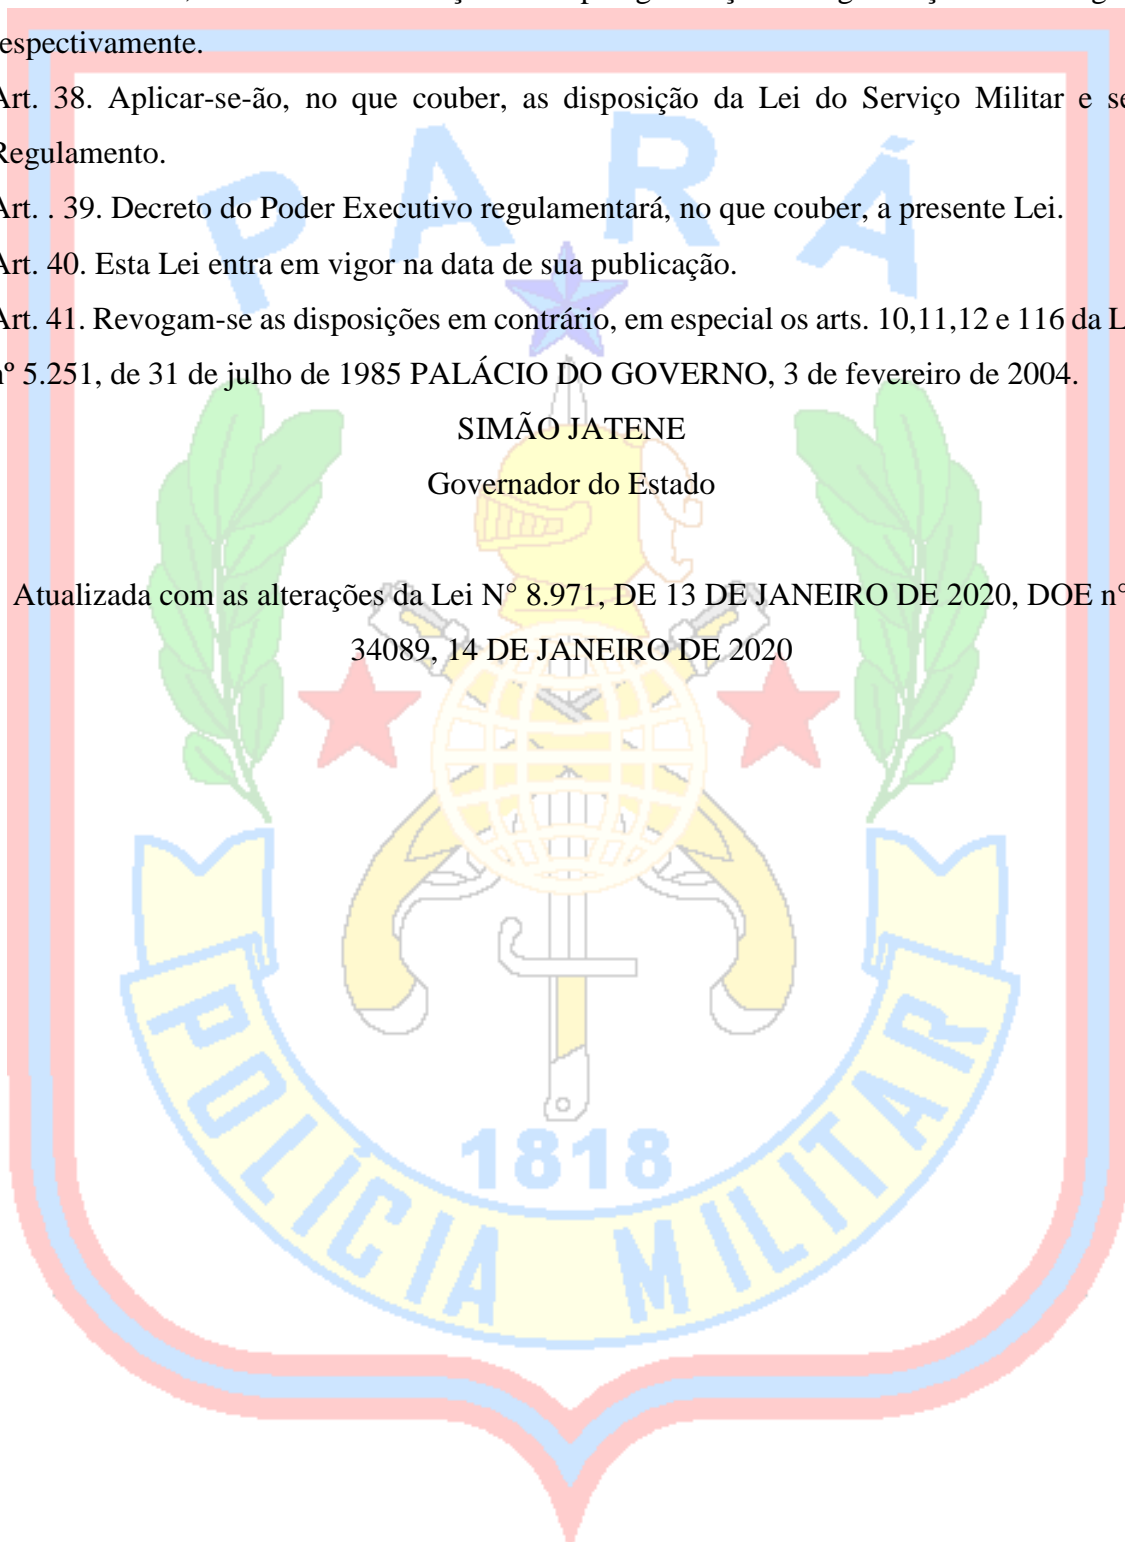 espectivamente.
Art. 38. Aplicar-se-ão, no que couber, as disposição da Lei do Serviço Militar e se
Regulamento.
Art. . 39. Decreto do Poder Executivo regulamentará, no que couber, a presente Lei.
Art. 40. Esta Lei entra em vigor na data de sua publicação.
Art. 41. Revogam-se as disposições em contrário, em especial os arts. 10,11,12 e 116 da L
nº 5.251, de 31 de julho de 1985 PALÁCIO DO GOVERNO, 3 de fevereiro de 2004.
SIMÃO JATENE
Governador do Estado
Atualizada com as alterações da Lei N° 8.971, DE 13 DE JANEIRO DE 2020, DOE n°
34089, 14 DE JANEIRO DE 2020
PARÁ
1818
POLÍCIA MILITAR